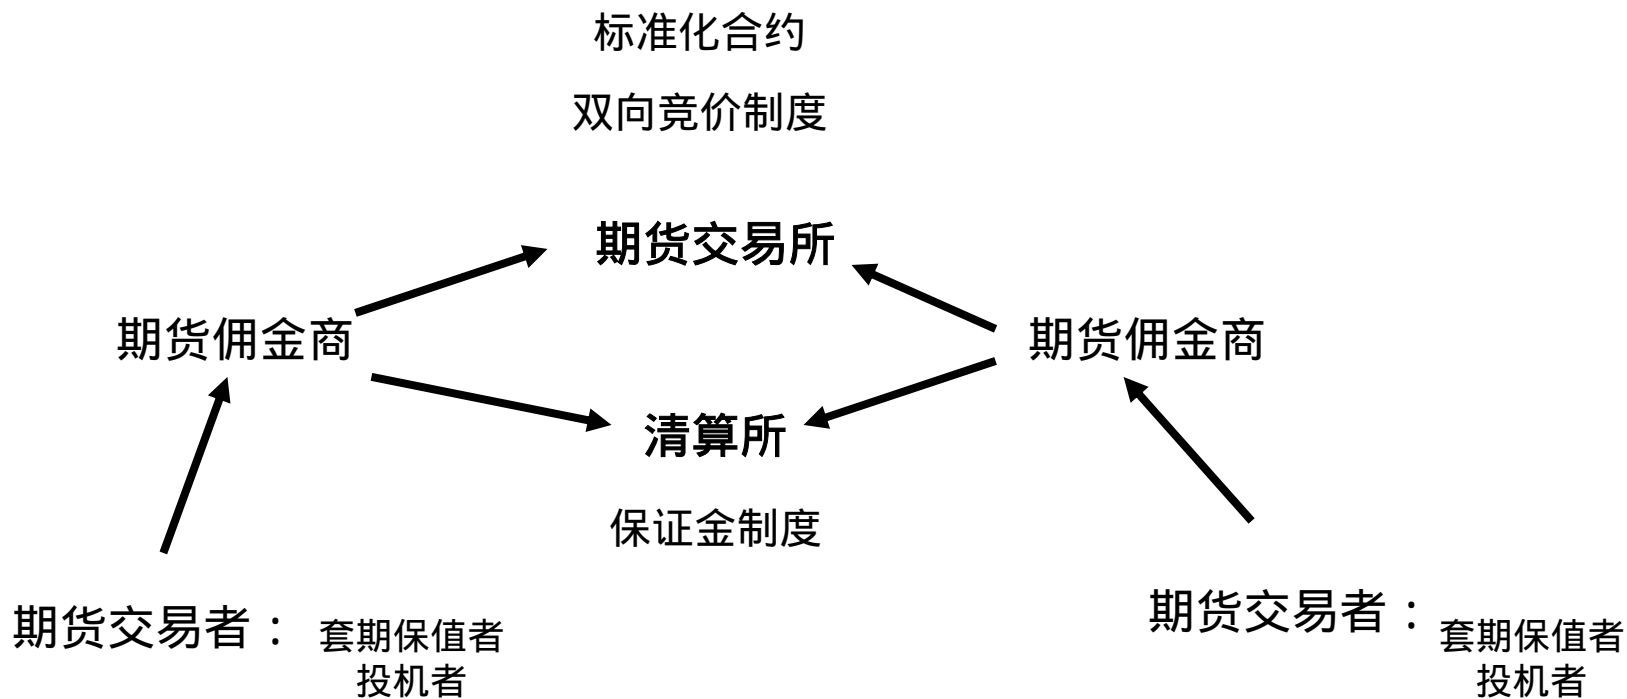 标准化合约
双向竞价制度
期货交易所
期货佣金商
期货佣金商
清算所
保证金制度
期货交易者：
套期保值者
投机者
期货交易者：
套期保值者
投机者